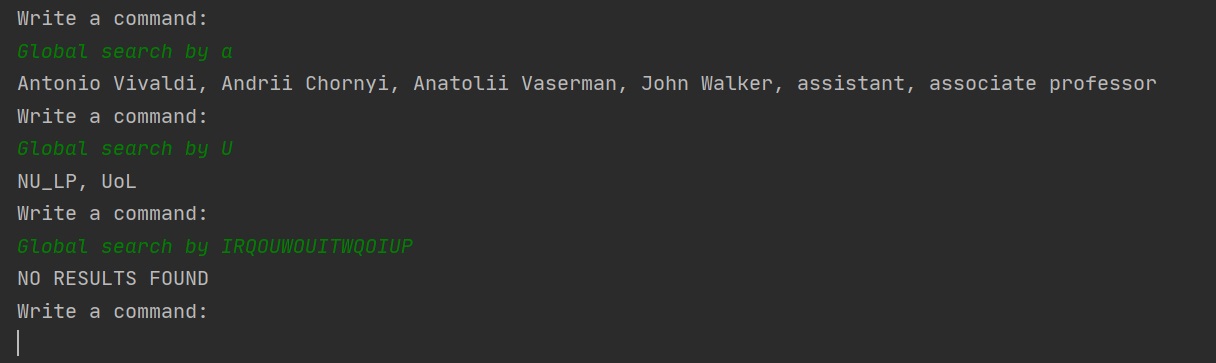 Write a command:
Global search by a
Antonio Vivaldi, Andrii Chornyi, Anatolii Vaserman, John Walker, assistant, associate professor
Write a command:
Global search by U
NU_LP, UoL
Write a command:
Global search by IRQOUWOUITWQOIUP
NO RESULTS FOUND
Write a command: